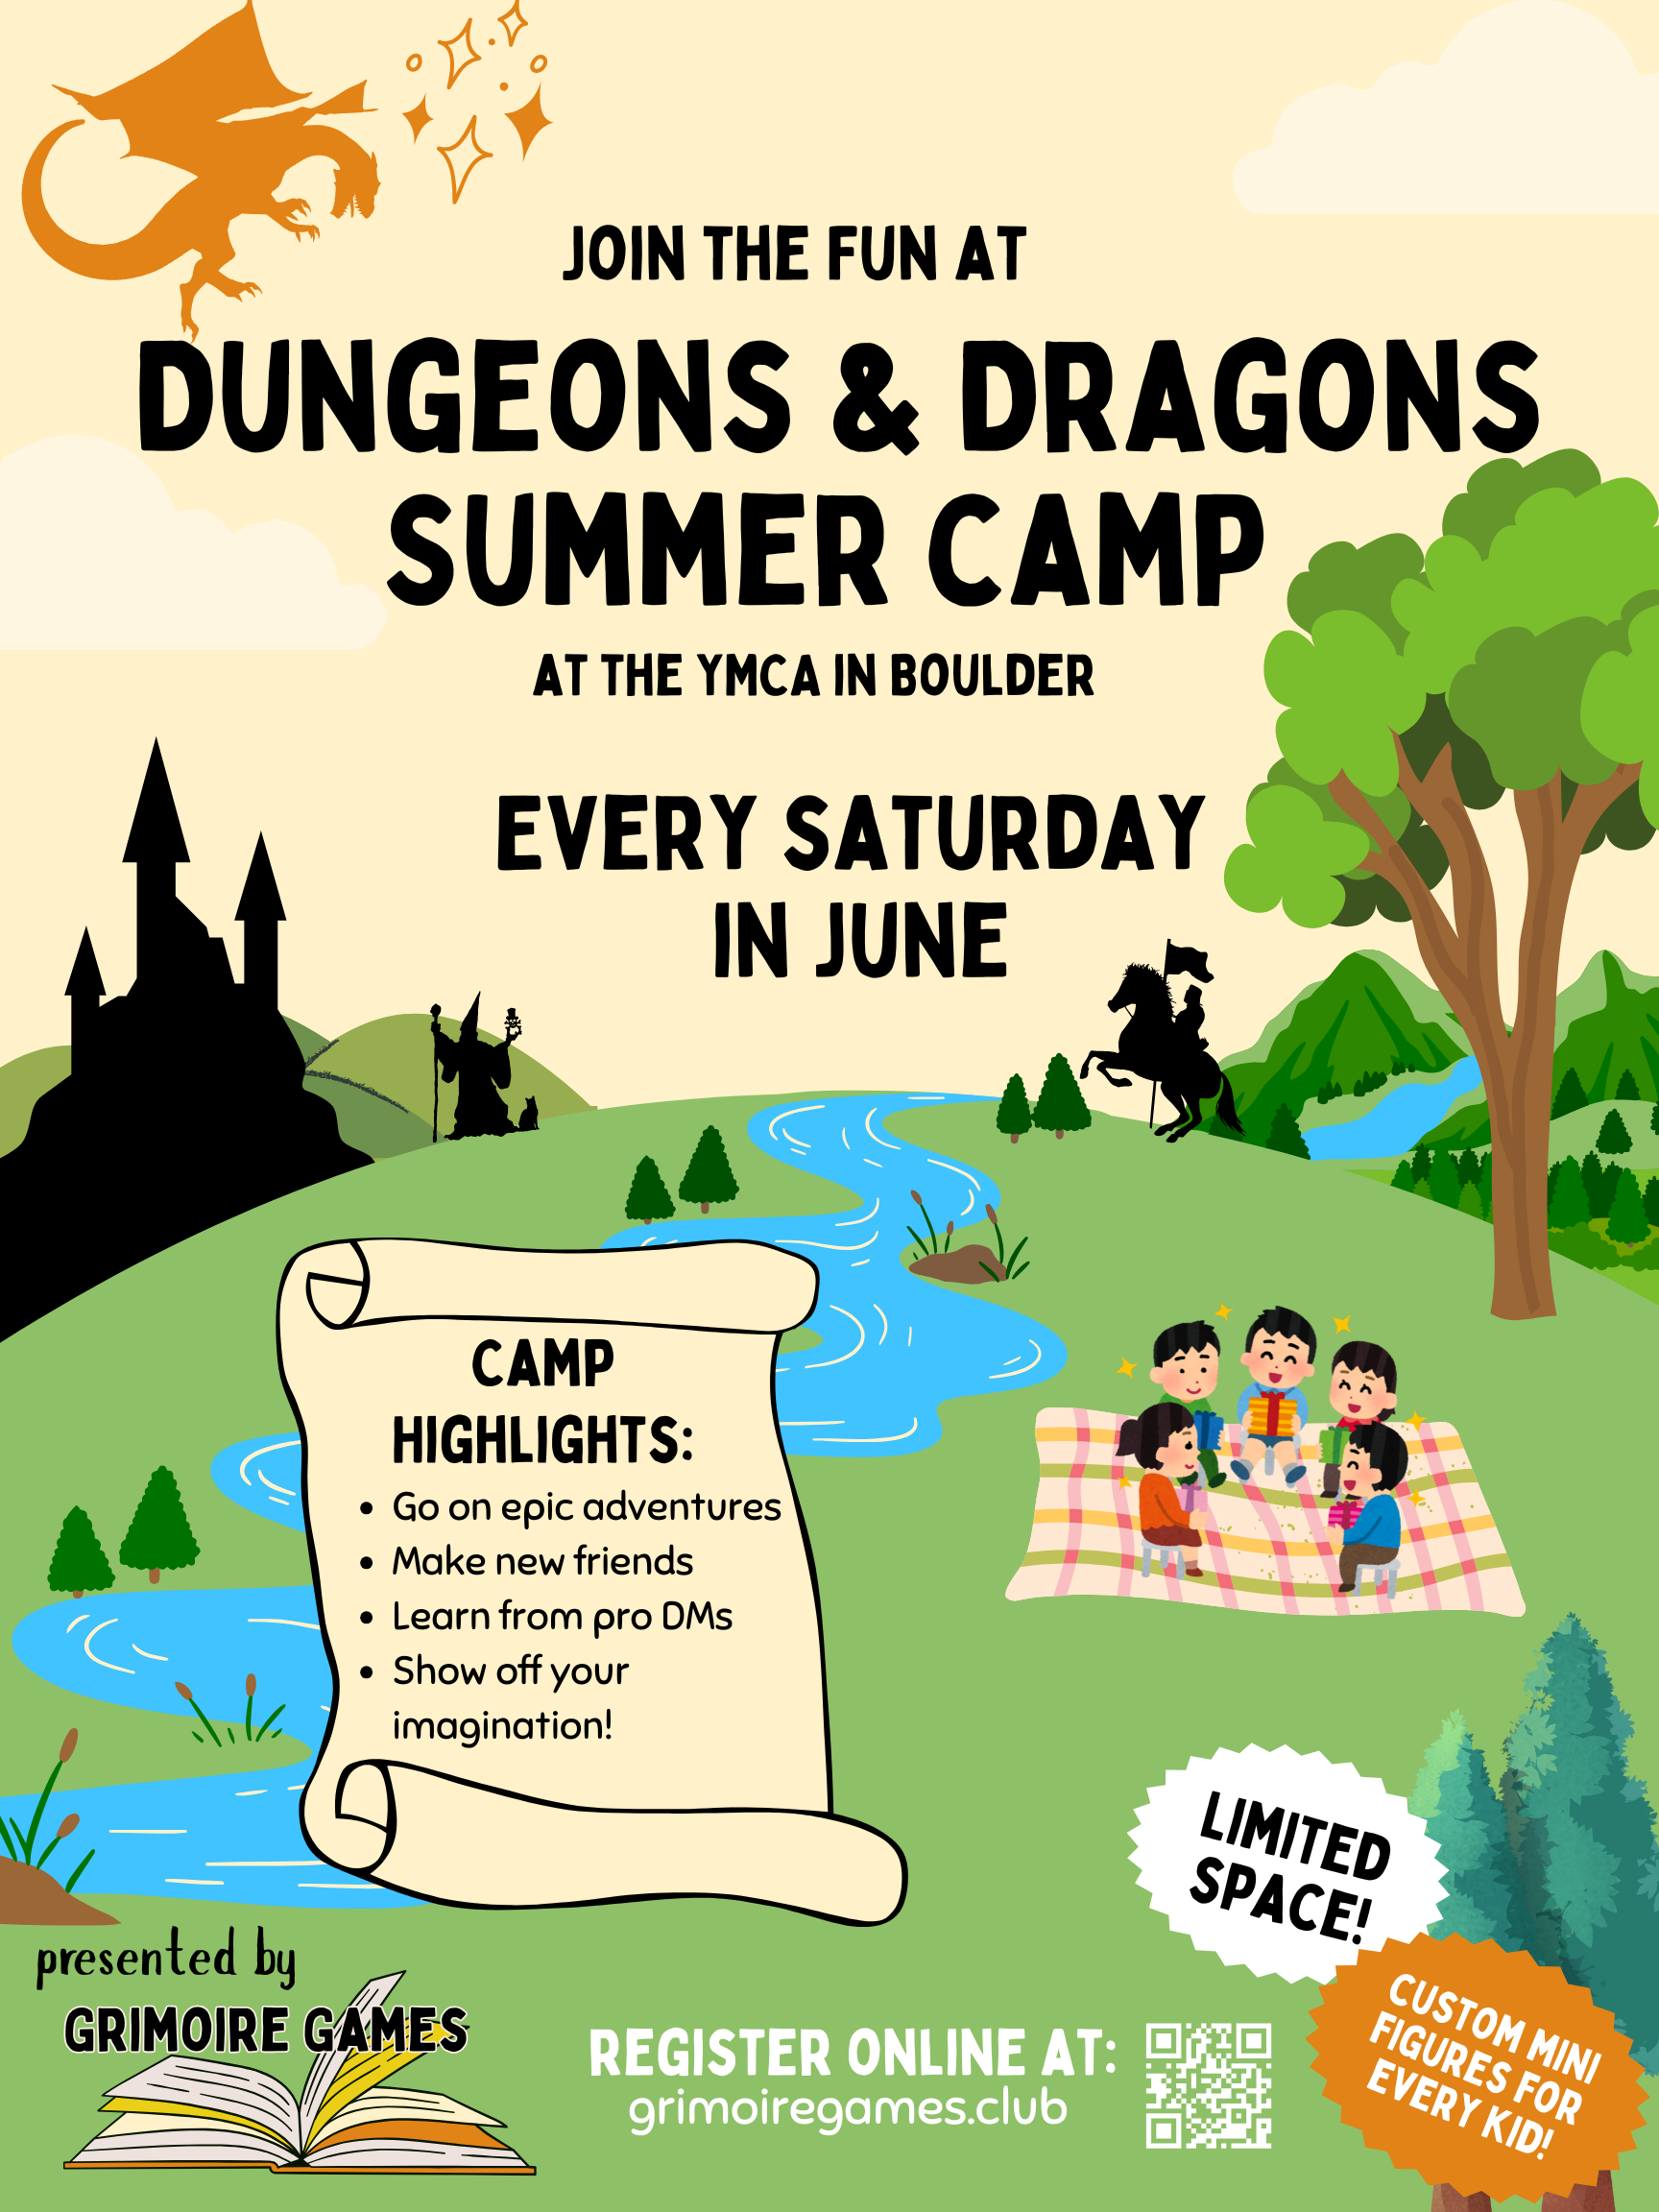 JOIN THE FUN AT
DUNGEONS & DRAGONS
SUMMER CAMP
AT THE YMCA IN BOULDER
EVERY SATURDAY
IN JUNE
CAMP
HIGHLIGHTS:
• Go on epic adventures
• Make new friends
• Learn from pro DMs
• Show off your
imagination!
LIMITED
SPACE!
CUSTOM MINI
FIGURES FOR
EVERY KID!
presented by
GRIMOIRE GAMES
REGISTER ONLINE AT:
grimoiregames.club